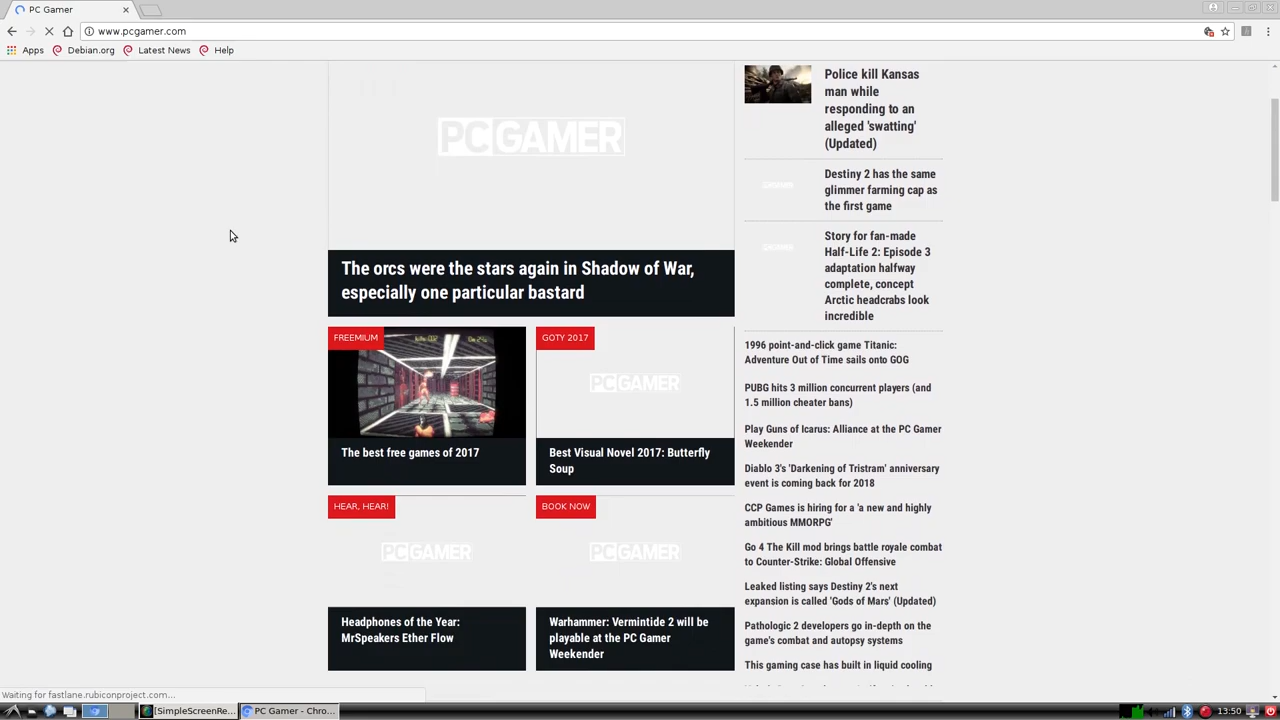 PC Gamer
www.pcgamer.com
Apps
Debian.org
Latest News
Help
PC GAMER
The orcs were the stars again in Shadow of War,
especially one particular bastard
FREEMIUM
The best free games of 2017
GOTY 2017
PC GAMER
Best Visual Novel 2017: Butterfly
Soup
HEAR, HEAR!
PC GAMER
Headphones of the Year:
MrSpeakers Ether Flow
BOOK NOW
PC GAMER
Warhammer: Vermintide 2 will be
playable at the PC Gamer
Weekender
Police kill Kansas
man while
responding to an
alleged 'swatting'
(Updated)
Destiny 2 has the same
glimmer farming cap as
the first game
Story for fan-made
Half-Life 2: Episode 3
adaptation halfway
complete, concept
Arctic headcrabs look
incredible
1996 point-and-click game Titanic:
Adventure Out of Time sails onto GOG
PUBG hits 3 million concurrent players (and
1.5 million cheater bans)
Play Guns of Icarus: Alliance at the PC Gamer
Weekender
Diablo 3's 'Darkening of Tristram' anniversary
event is coming back for 2018
CCP Games is hiring for a 'a new and highly
ambitious MMORPG'
Go 4 The Kill mod brings battle royale combat
to Counter-Strike: Global Offensive
Leaked listing says Destiny 2's next
expansion is called 'Gods of Mars' (Updated)
Pathologic 2 developers go in-depth on the
game's combat and autopsy systems
This gaming case has built in liquid cooling
Waiting for fastlane.rubiconproject.com...
[SimpleScreenRe...
PC Gamer - Chro...
13:50